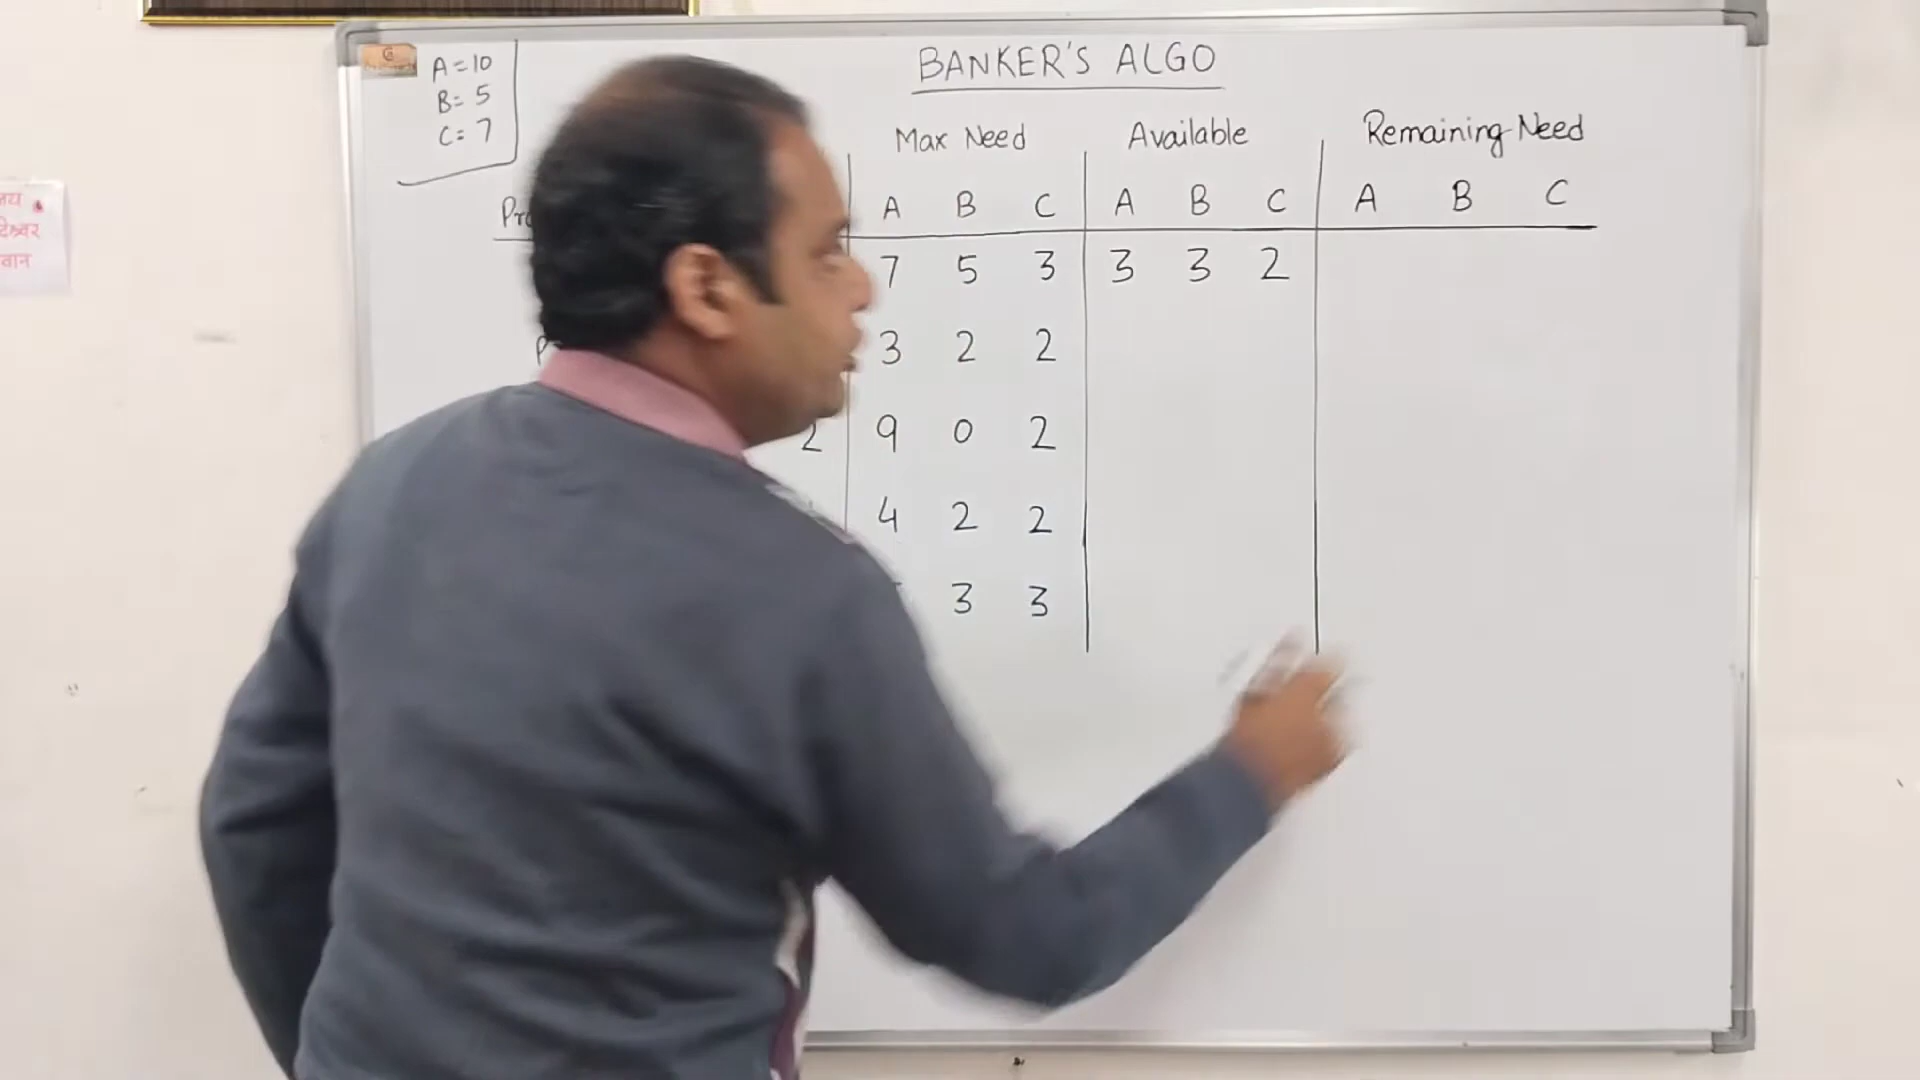 A=10
B=5
C=7
BANKER'S ALGO
Max Need Available Remaining Need
A B C A B C A B C
7 5 3 3 3 2
3 2 2
2 9 0 2
4 2 2
3 3